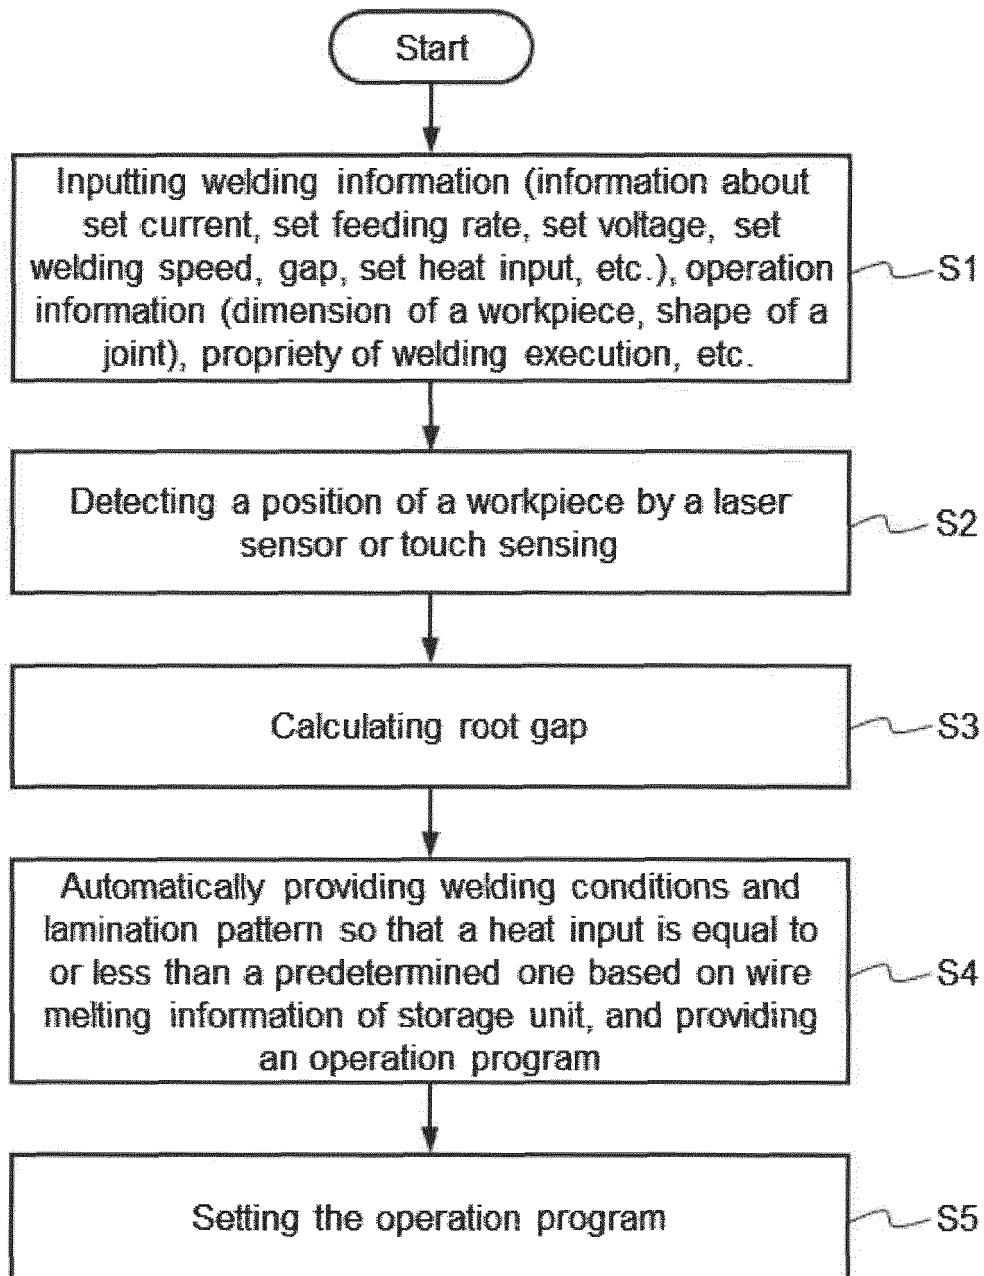 Start
Inputting welding information (information about
set current, set feeding rate, set voltage, set
welding speed, gap, set heat input, etc.), operation
information (dimension of a workpiece, shape of a
joint), propriety of welding execution, etc.
S1
Detecting a position of a workpiece by a laser
sensor or touch sensing
S2
Calculating root gap
S3
Automatically providing welding conditions and
lamination pattern so that a heat input is equal to
or less than a predetermined one based on wire
melting information of storage unit, and providing
an operation program
S4
Setting the operation program
S5